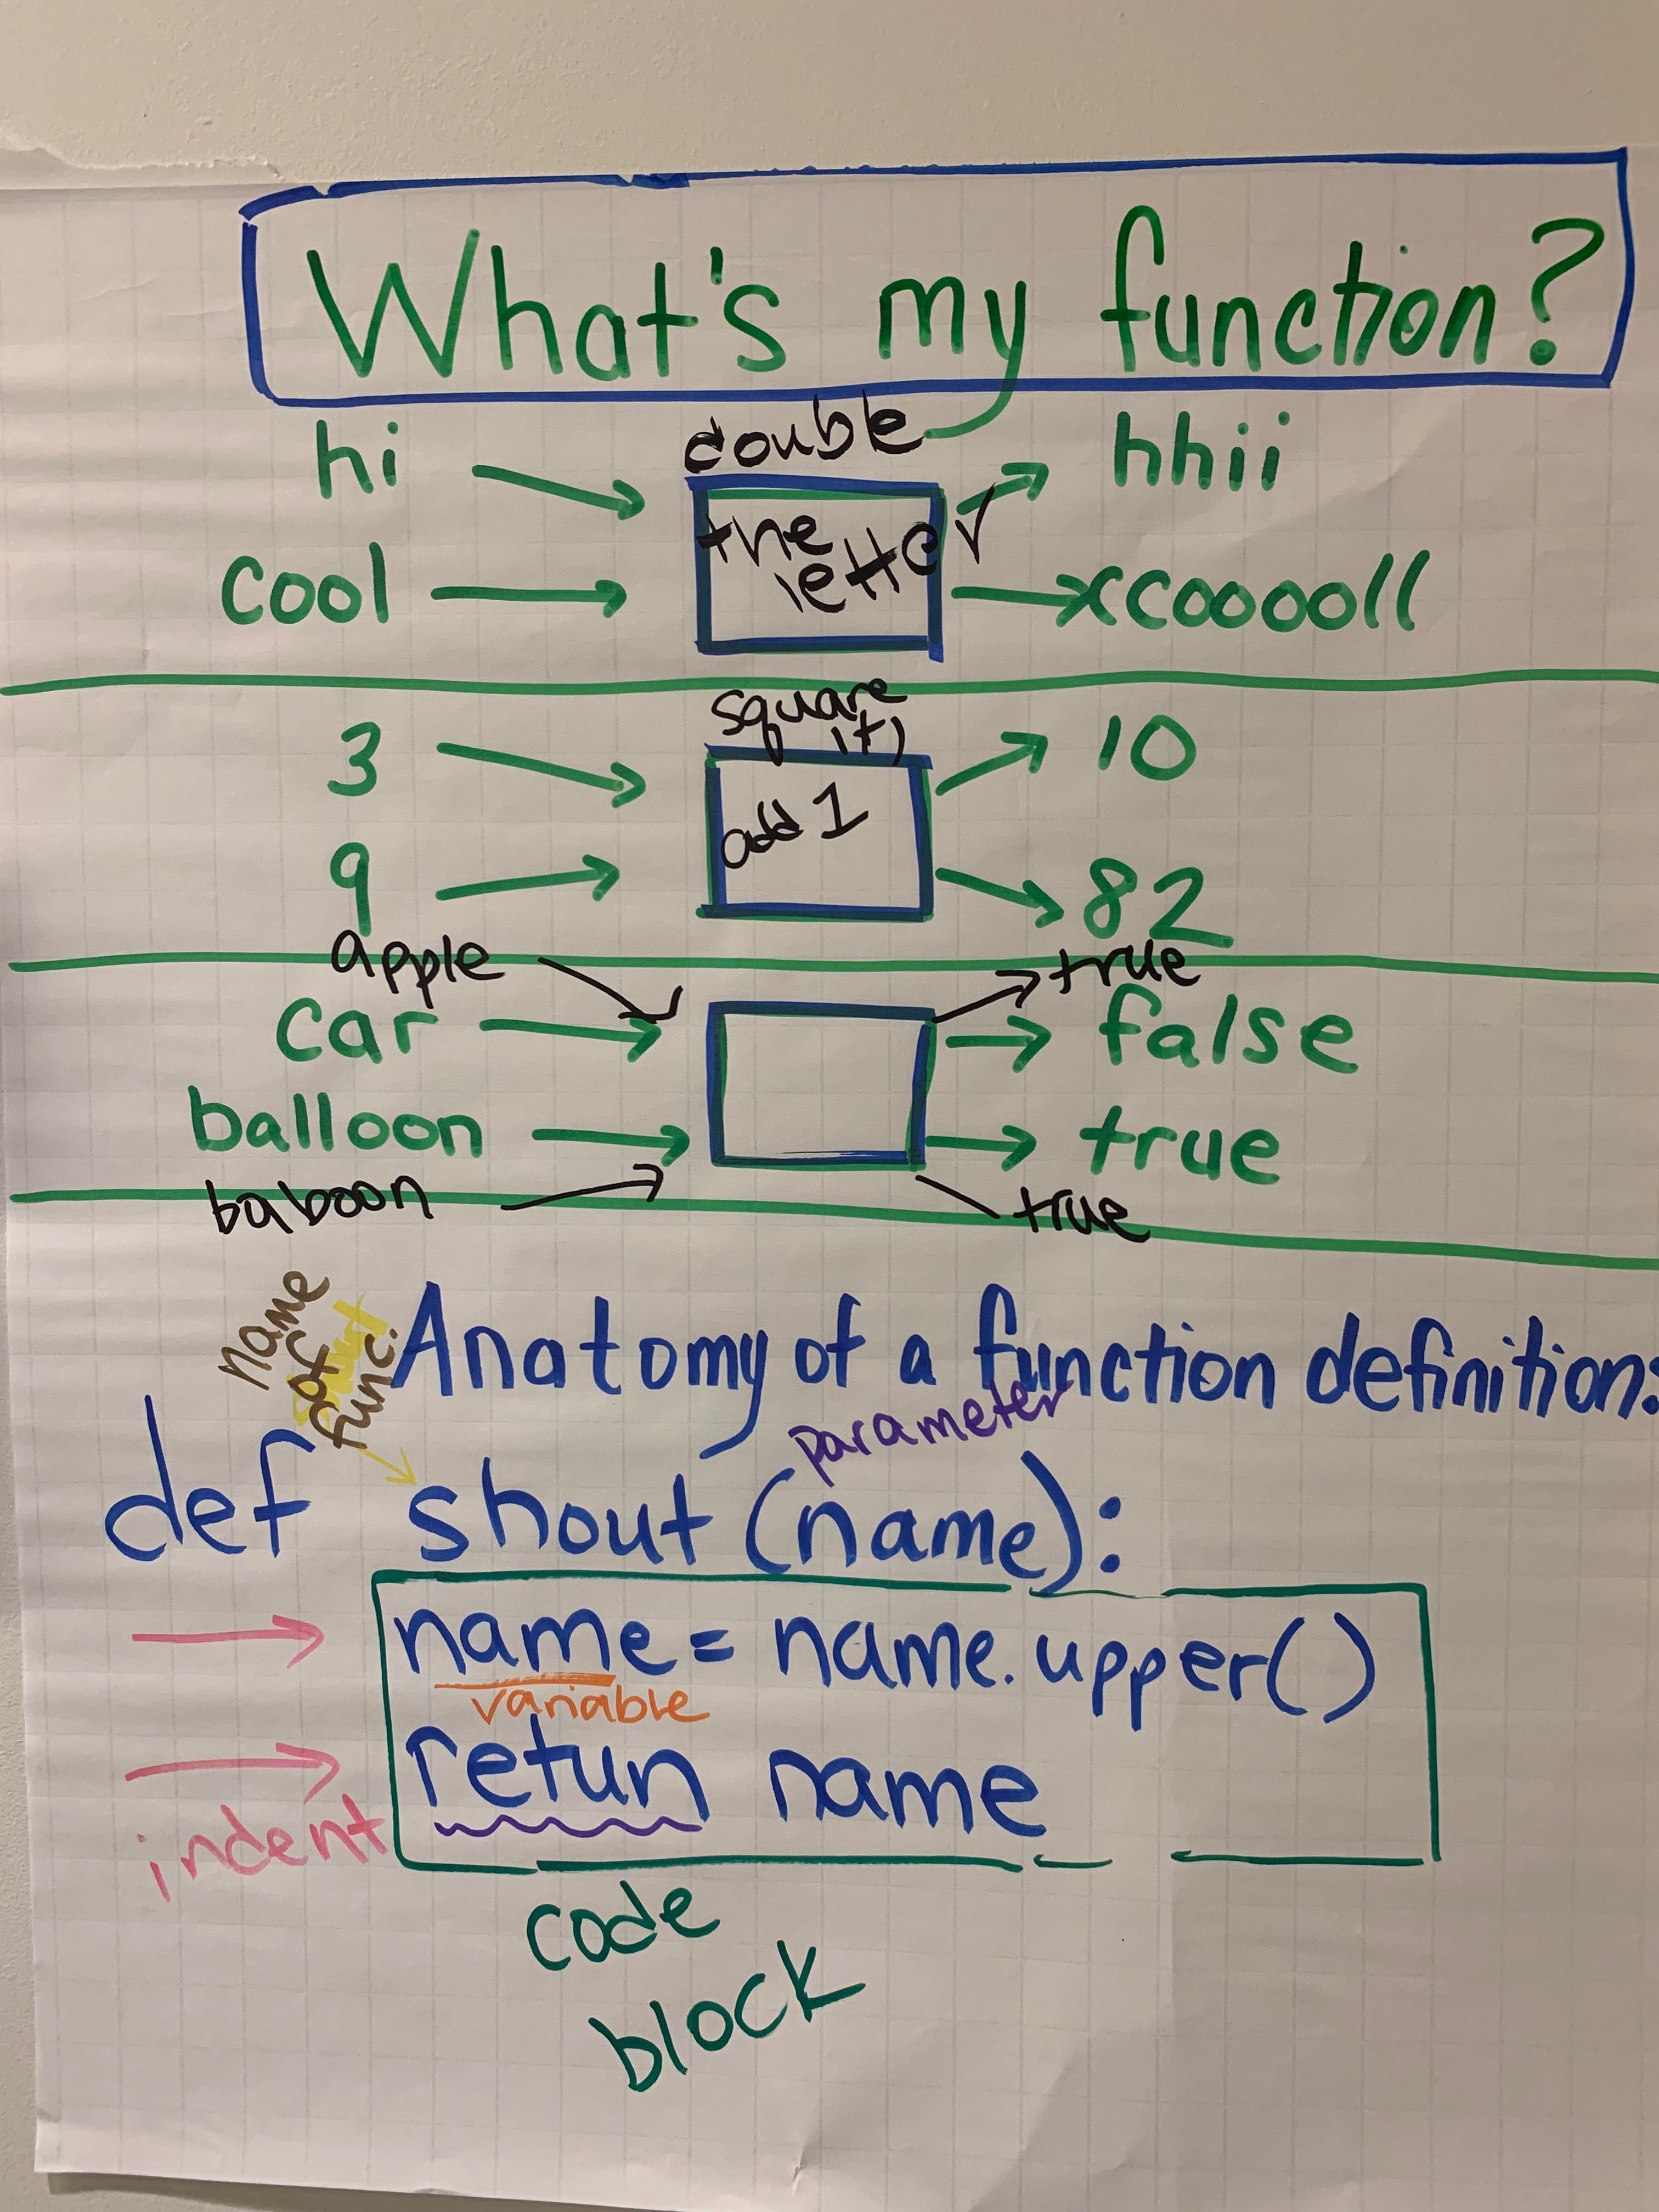 What's my function?
double
hi hhii
the
letter
cool ccooooll
square
it,
3 10
add 1
9 82
apple true
car false
balloon true
baboon true
name
of
func.
Anatomy of a function definition:
parameter
def shout (name):
name = name.upper()
variable
retun name
indent
code
block